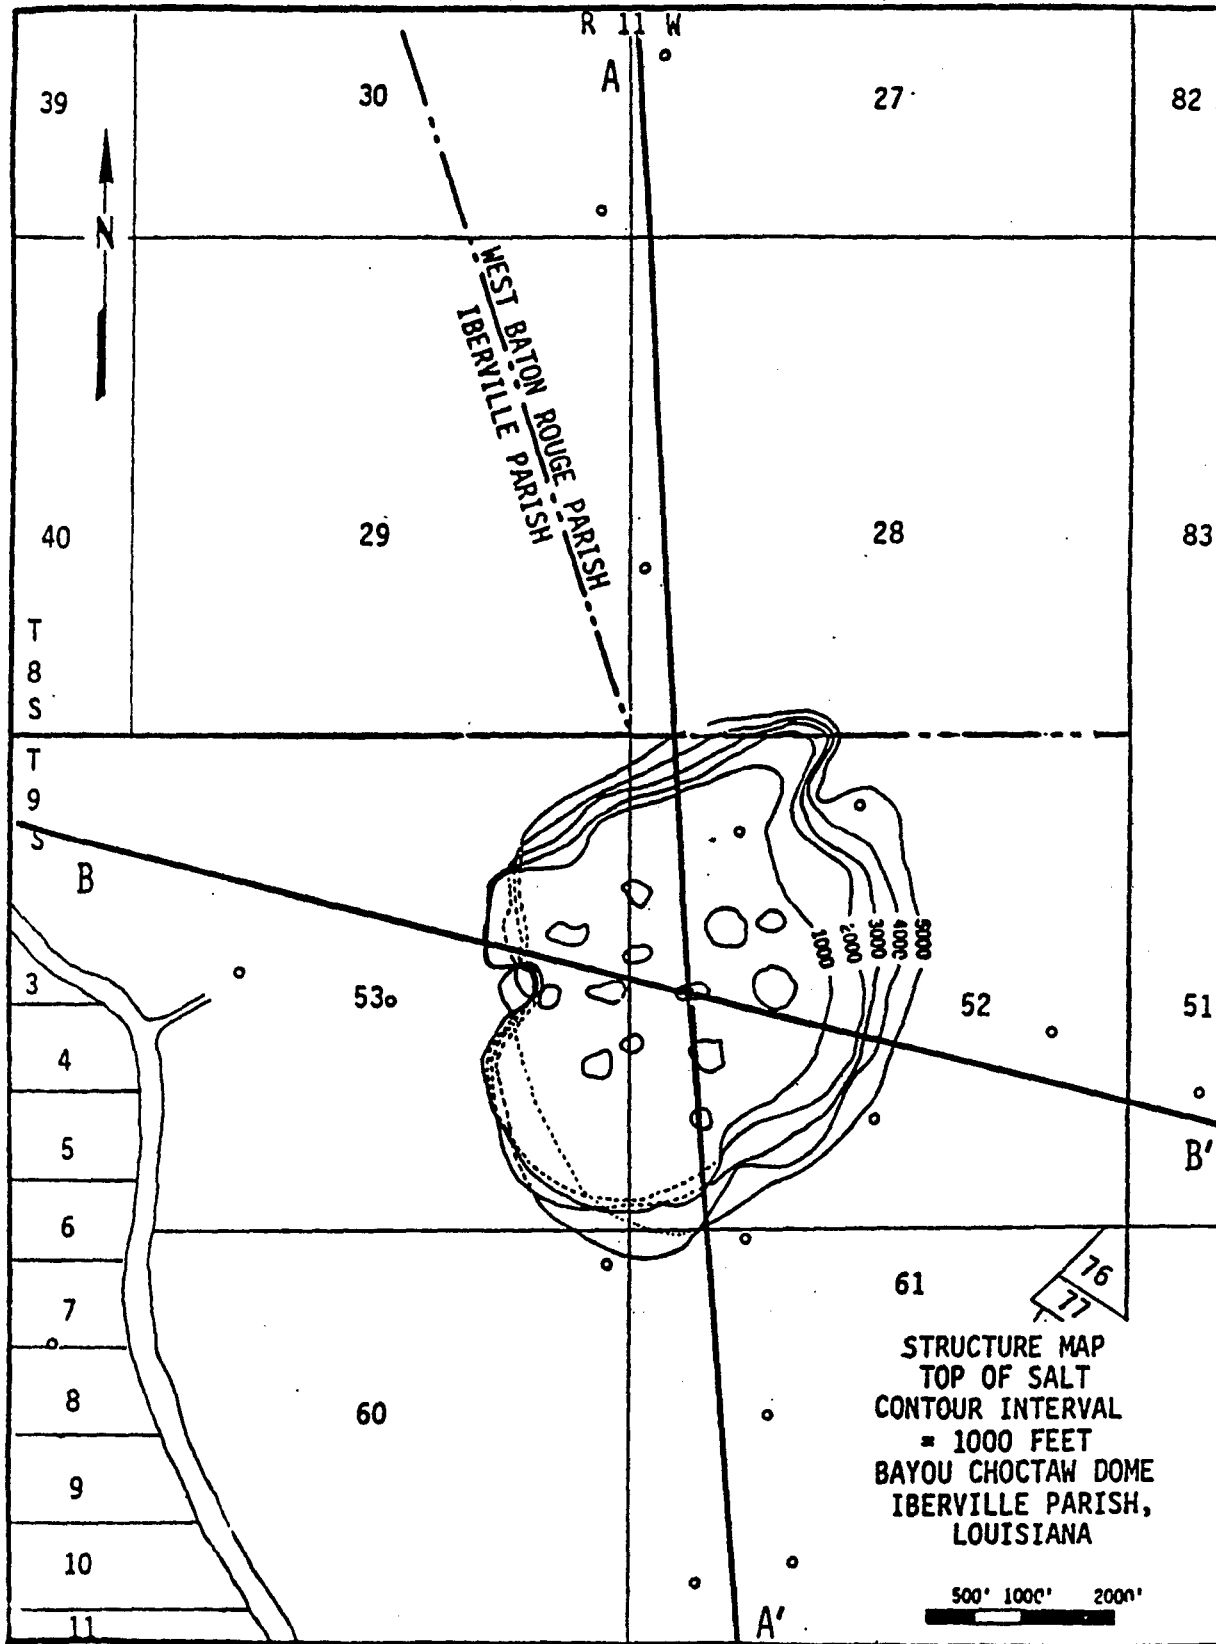 R 11 W
A
39
30
27
82
N
WEST BATON ROUGE PARISH
IBERVILLE PARISH
40
29
28
83
T
8
S
T
9
S
B
1000
2000
3000
4000
5000
3
53
52
51
4
5
B'
6
61
76
77
7
8
60
9
10
11
STRUCTURE MAP
TOP OF SALT
CONTOUR INTERVAL
= 1000 FEET
BAYOU CHOCTAW DOME
IBERVILLE PARISH,
LOUISIANA
500' 1000' 2000'
A'